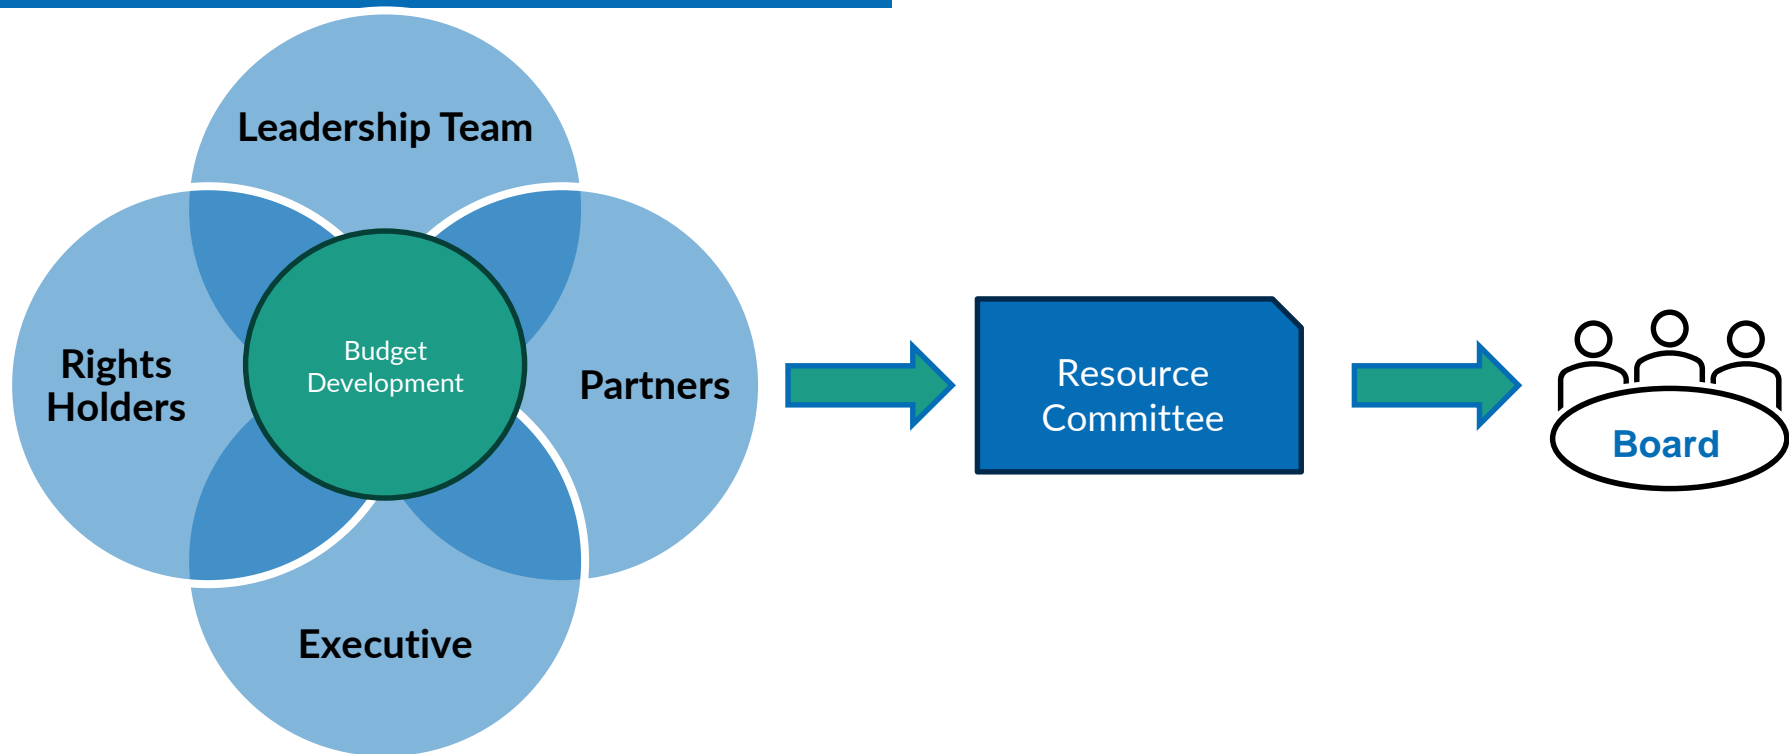 Leadership Team
Rights
Holders
Budget
Development
Partners
Executive
Resource
Committee
Board